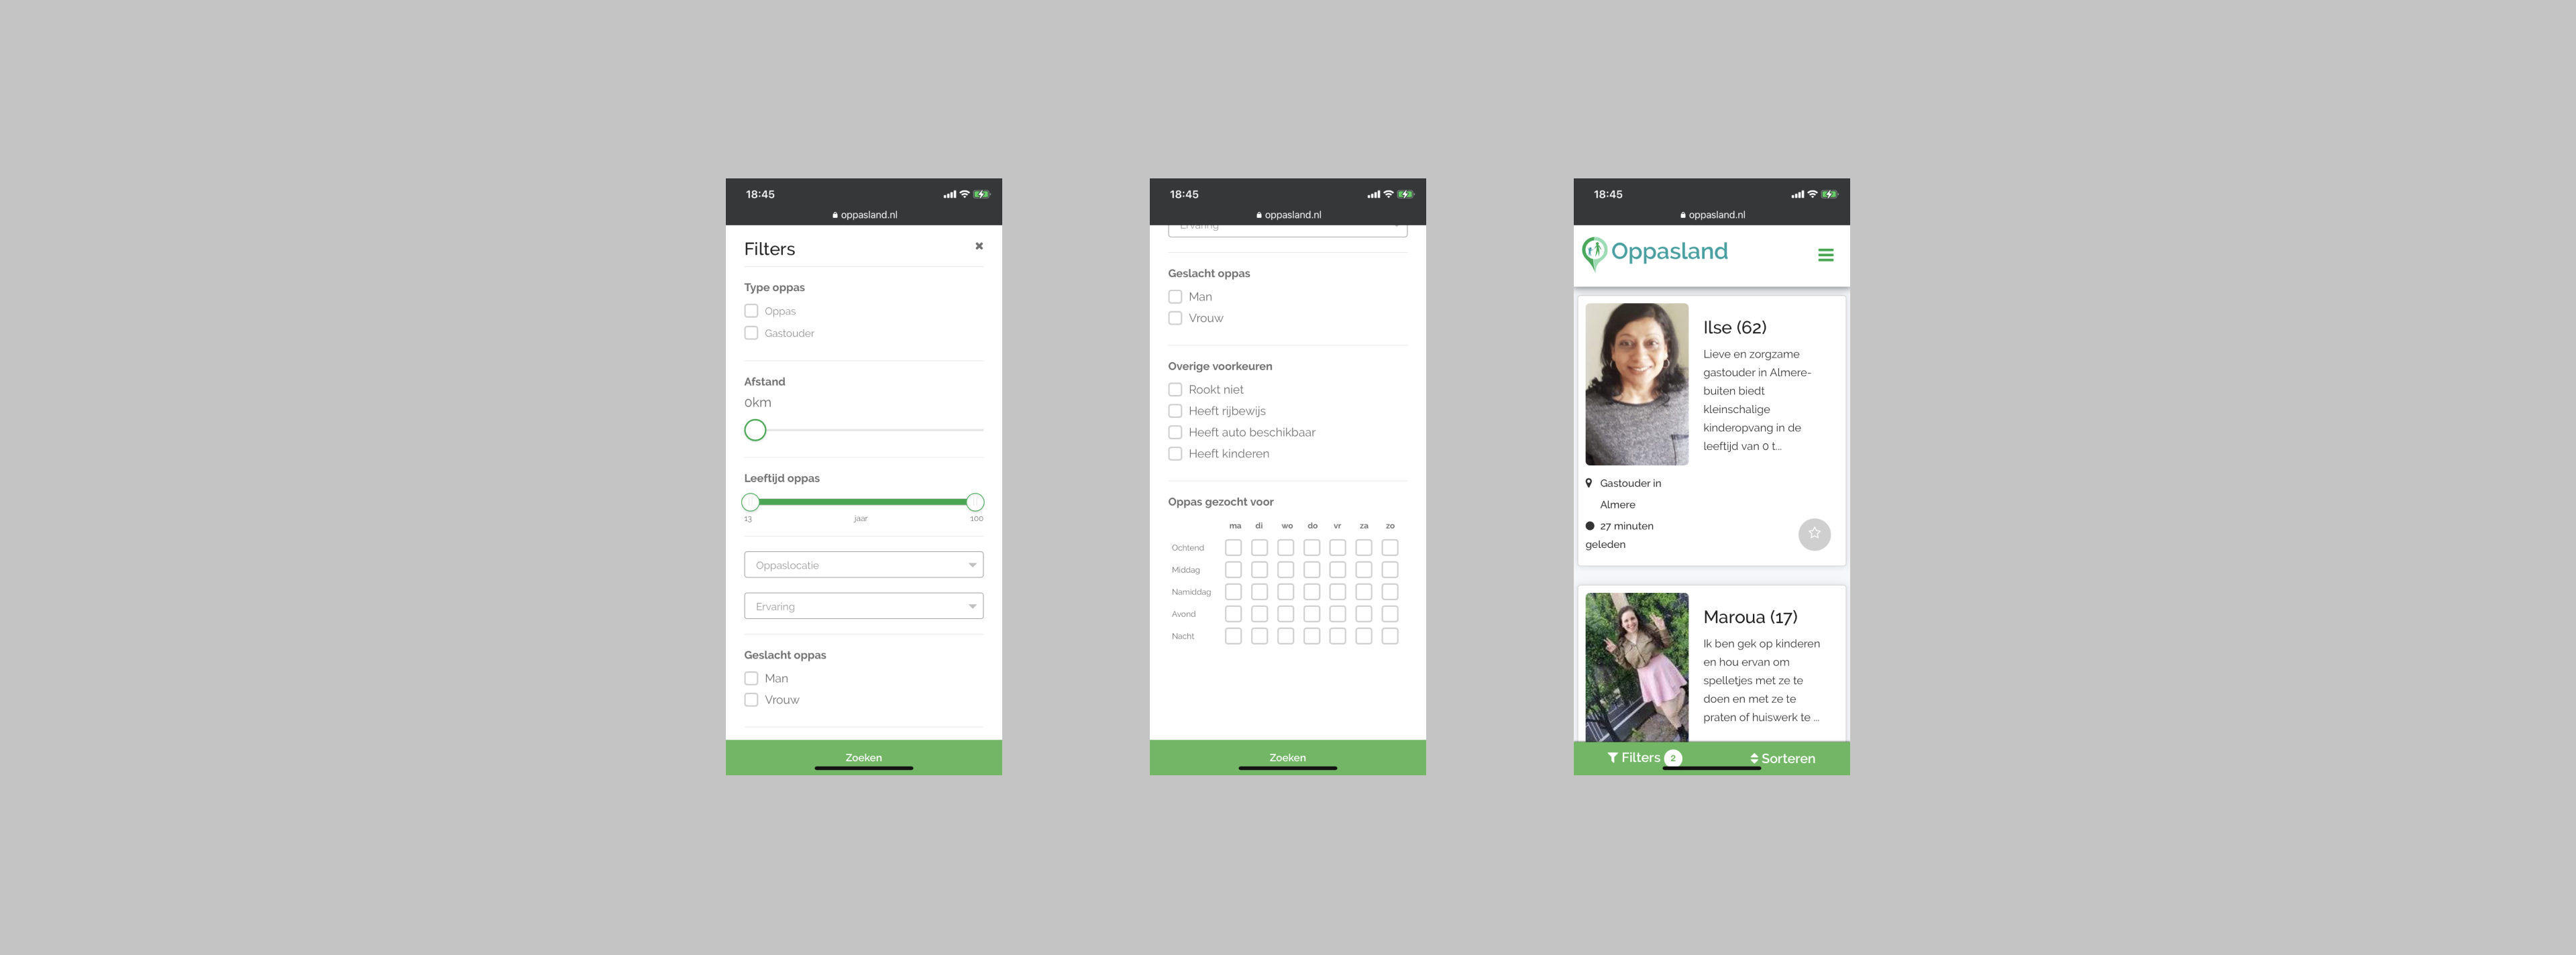 18:45
oppasland.nl
Filters
Type oppas
Oppas
Gastouder
Afstand
0km
Leeftijd oppas
13 jaar 100
Oppaslocatie
Ervaring
Geslacht oppas
Man
Vrouw
Zoeken
18:45
oppasland.nl
Ervaring
Geslacht oppas
Man
Vrouw
Overige voorkeuren
Rookt niet
Heeft rijbewijs
Heeft auto beschikbaar
Heeft kinderen
Oppas gezocht voor
ma di wo do vr za zo
Ochtend
Middag
Namiddag
Avond
Nacht
Zoeken
18:45
oppasland.nl
Oppasland
Ilse (62)
Lieve en zorgzame
gastouder in Almere-
buiten biedt
kleinschalige
kinderopvang in de
leeftijd van 0 t...
Gastouder in
Almere
27 minuten
geleden
Maroua (17)
Ik ben gek op kinderen
en hou ervan om
spelletjes met ze te
doen en met ze te
praten of huiswerk te ...
Filters 2 Sorteren